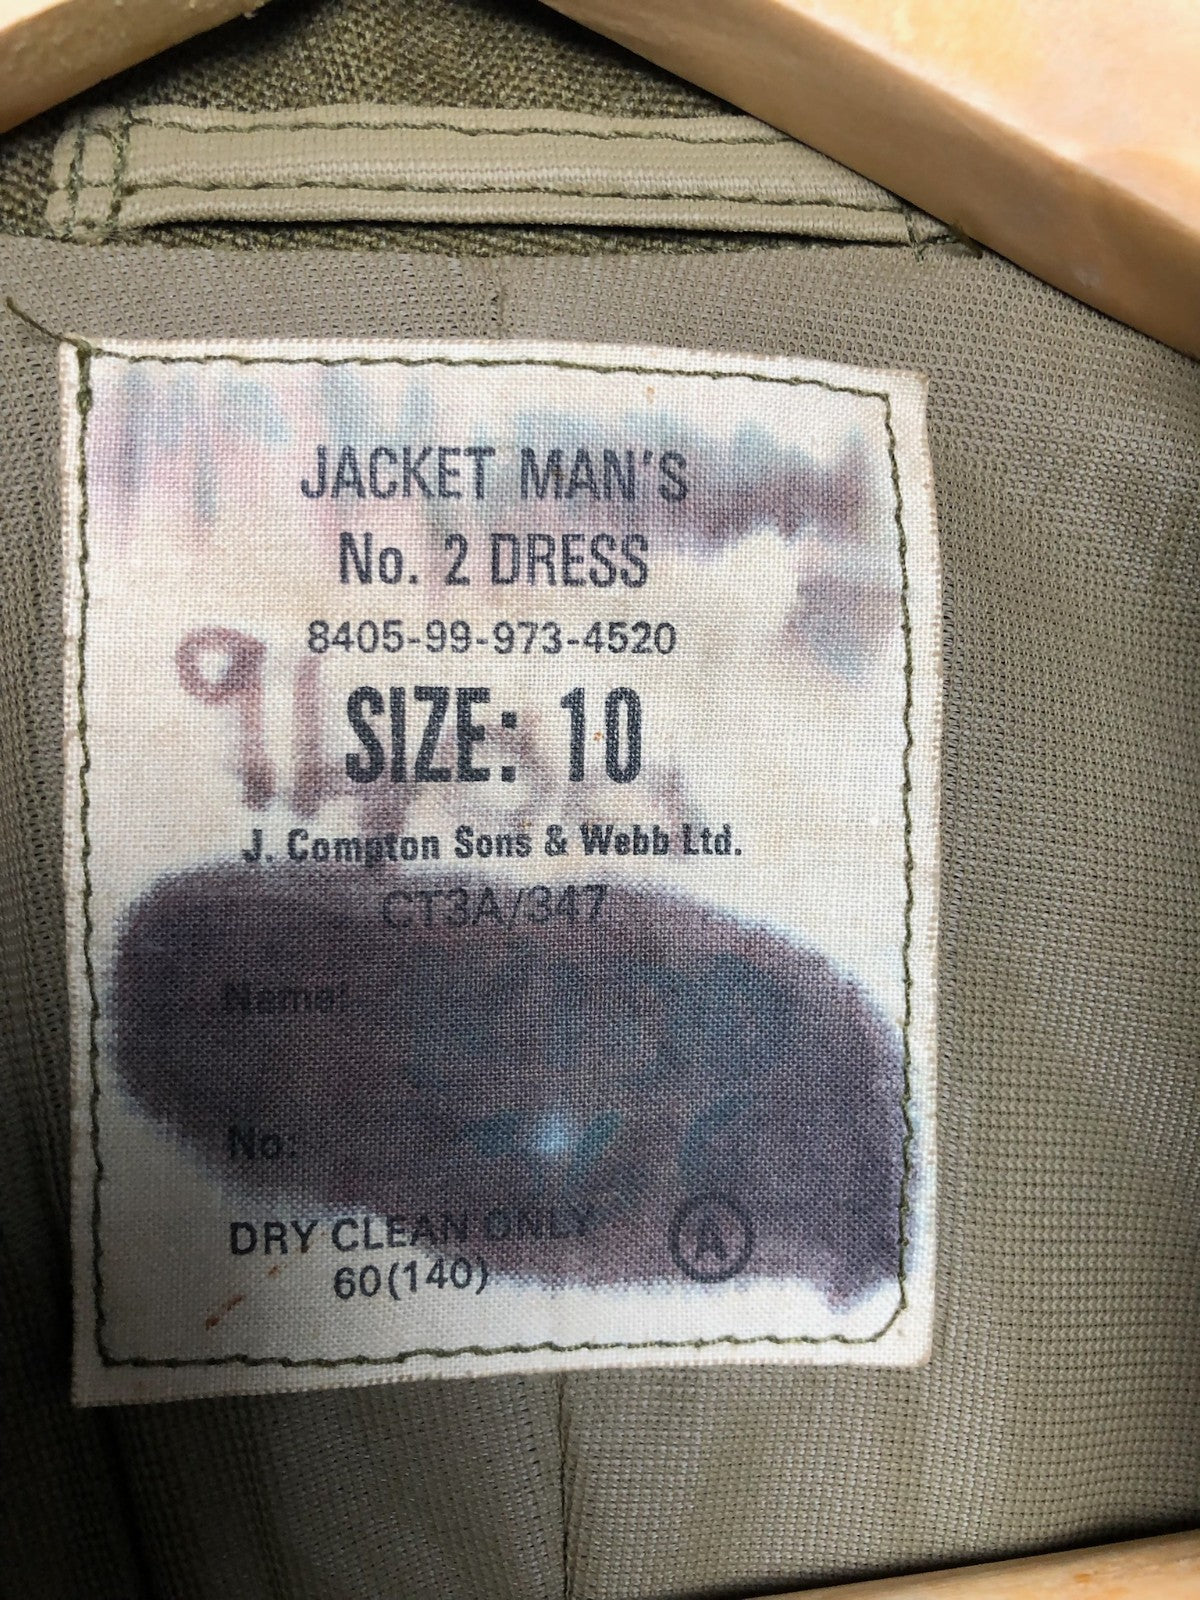 JACKET MAN'S
No. 2 DRESS
8405-99-973-4520
91
SIZE: 10
J. Compton Sons & Webb Ltd.
CT3A/347
Name:
No:
DRY CLEAN ONLY A
60(140)